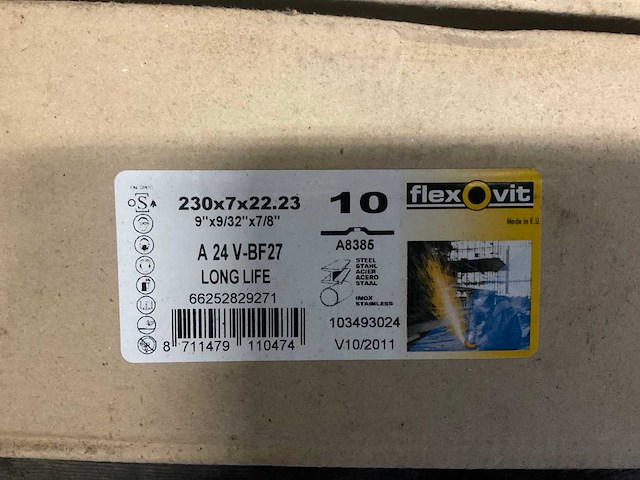 230x7x22.23
9"x9/32"x7/8"
A 24 V-BF27
LONG LIFE
66252829271
8 711479 110474
10
A8385
STEEL
STAHL
ACIER
ACERO
STAAL
INOX
STAINLESS
103493024
V10/2011
flexOvit
Made in E.U.